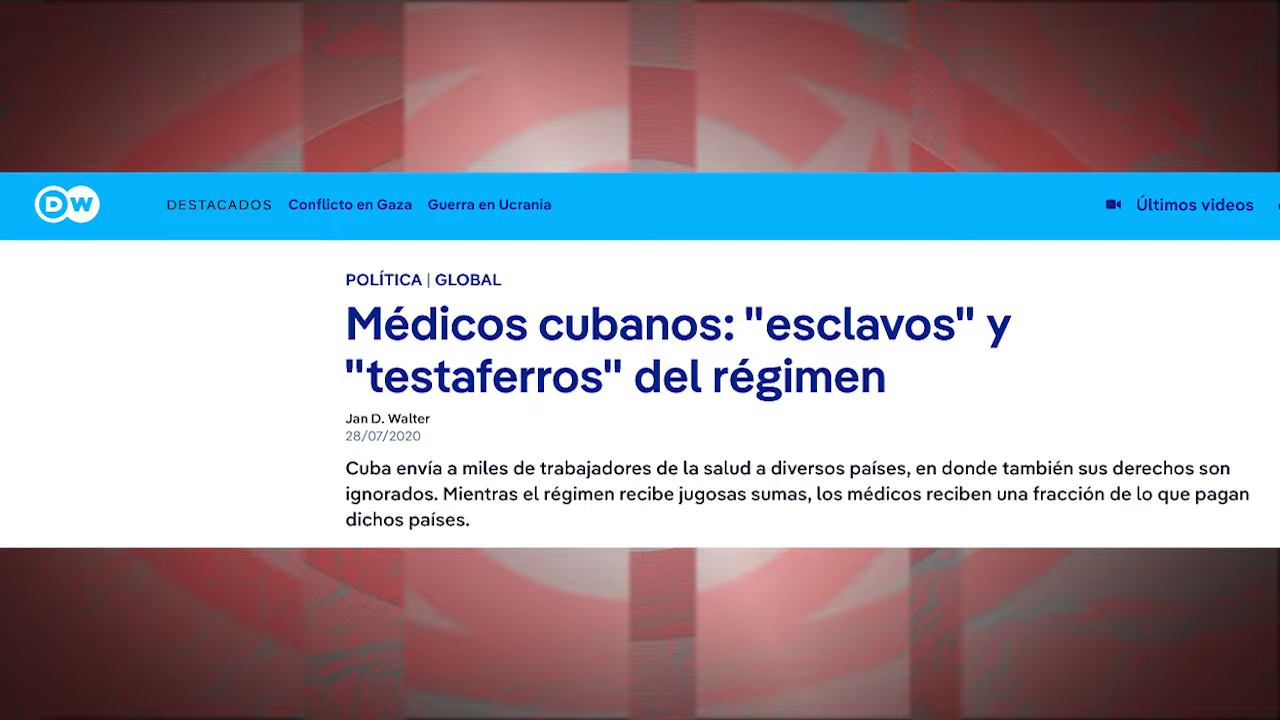 DW DESTACADOS Conflicto en Gaza Guerra en Ucrania Últimos videos
POLÍTICA | GLOBAL
Médicos cubanos: "esclavos" y
"testaferros" del régimen
Jan D. Walter
28/07/2020
Cuba envía a miles de trabajadores de la salud a diversos países, en donde también sus derechos son
ignorados. Mientras el régimen recibe jugosas sumas, los médicos reciben una fracción de lo que pagan
dichos países.